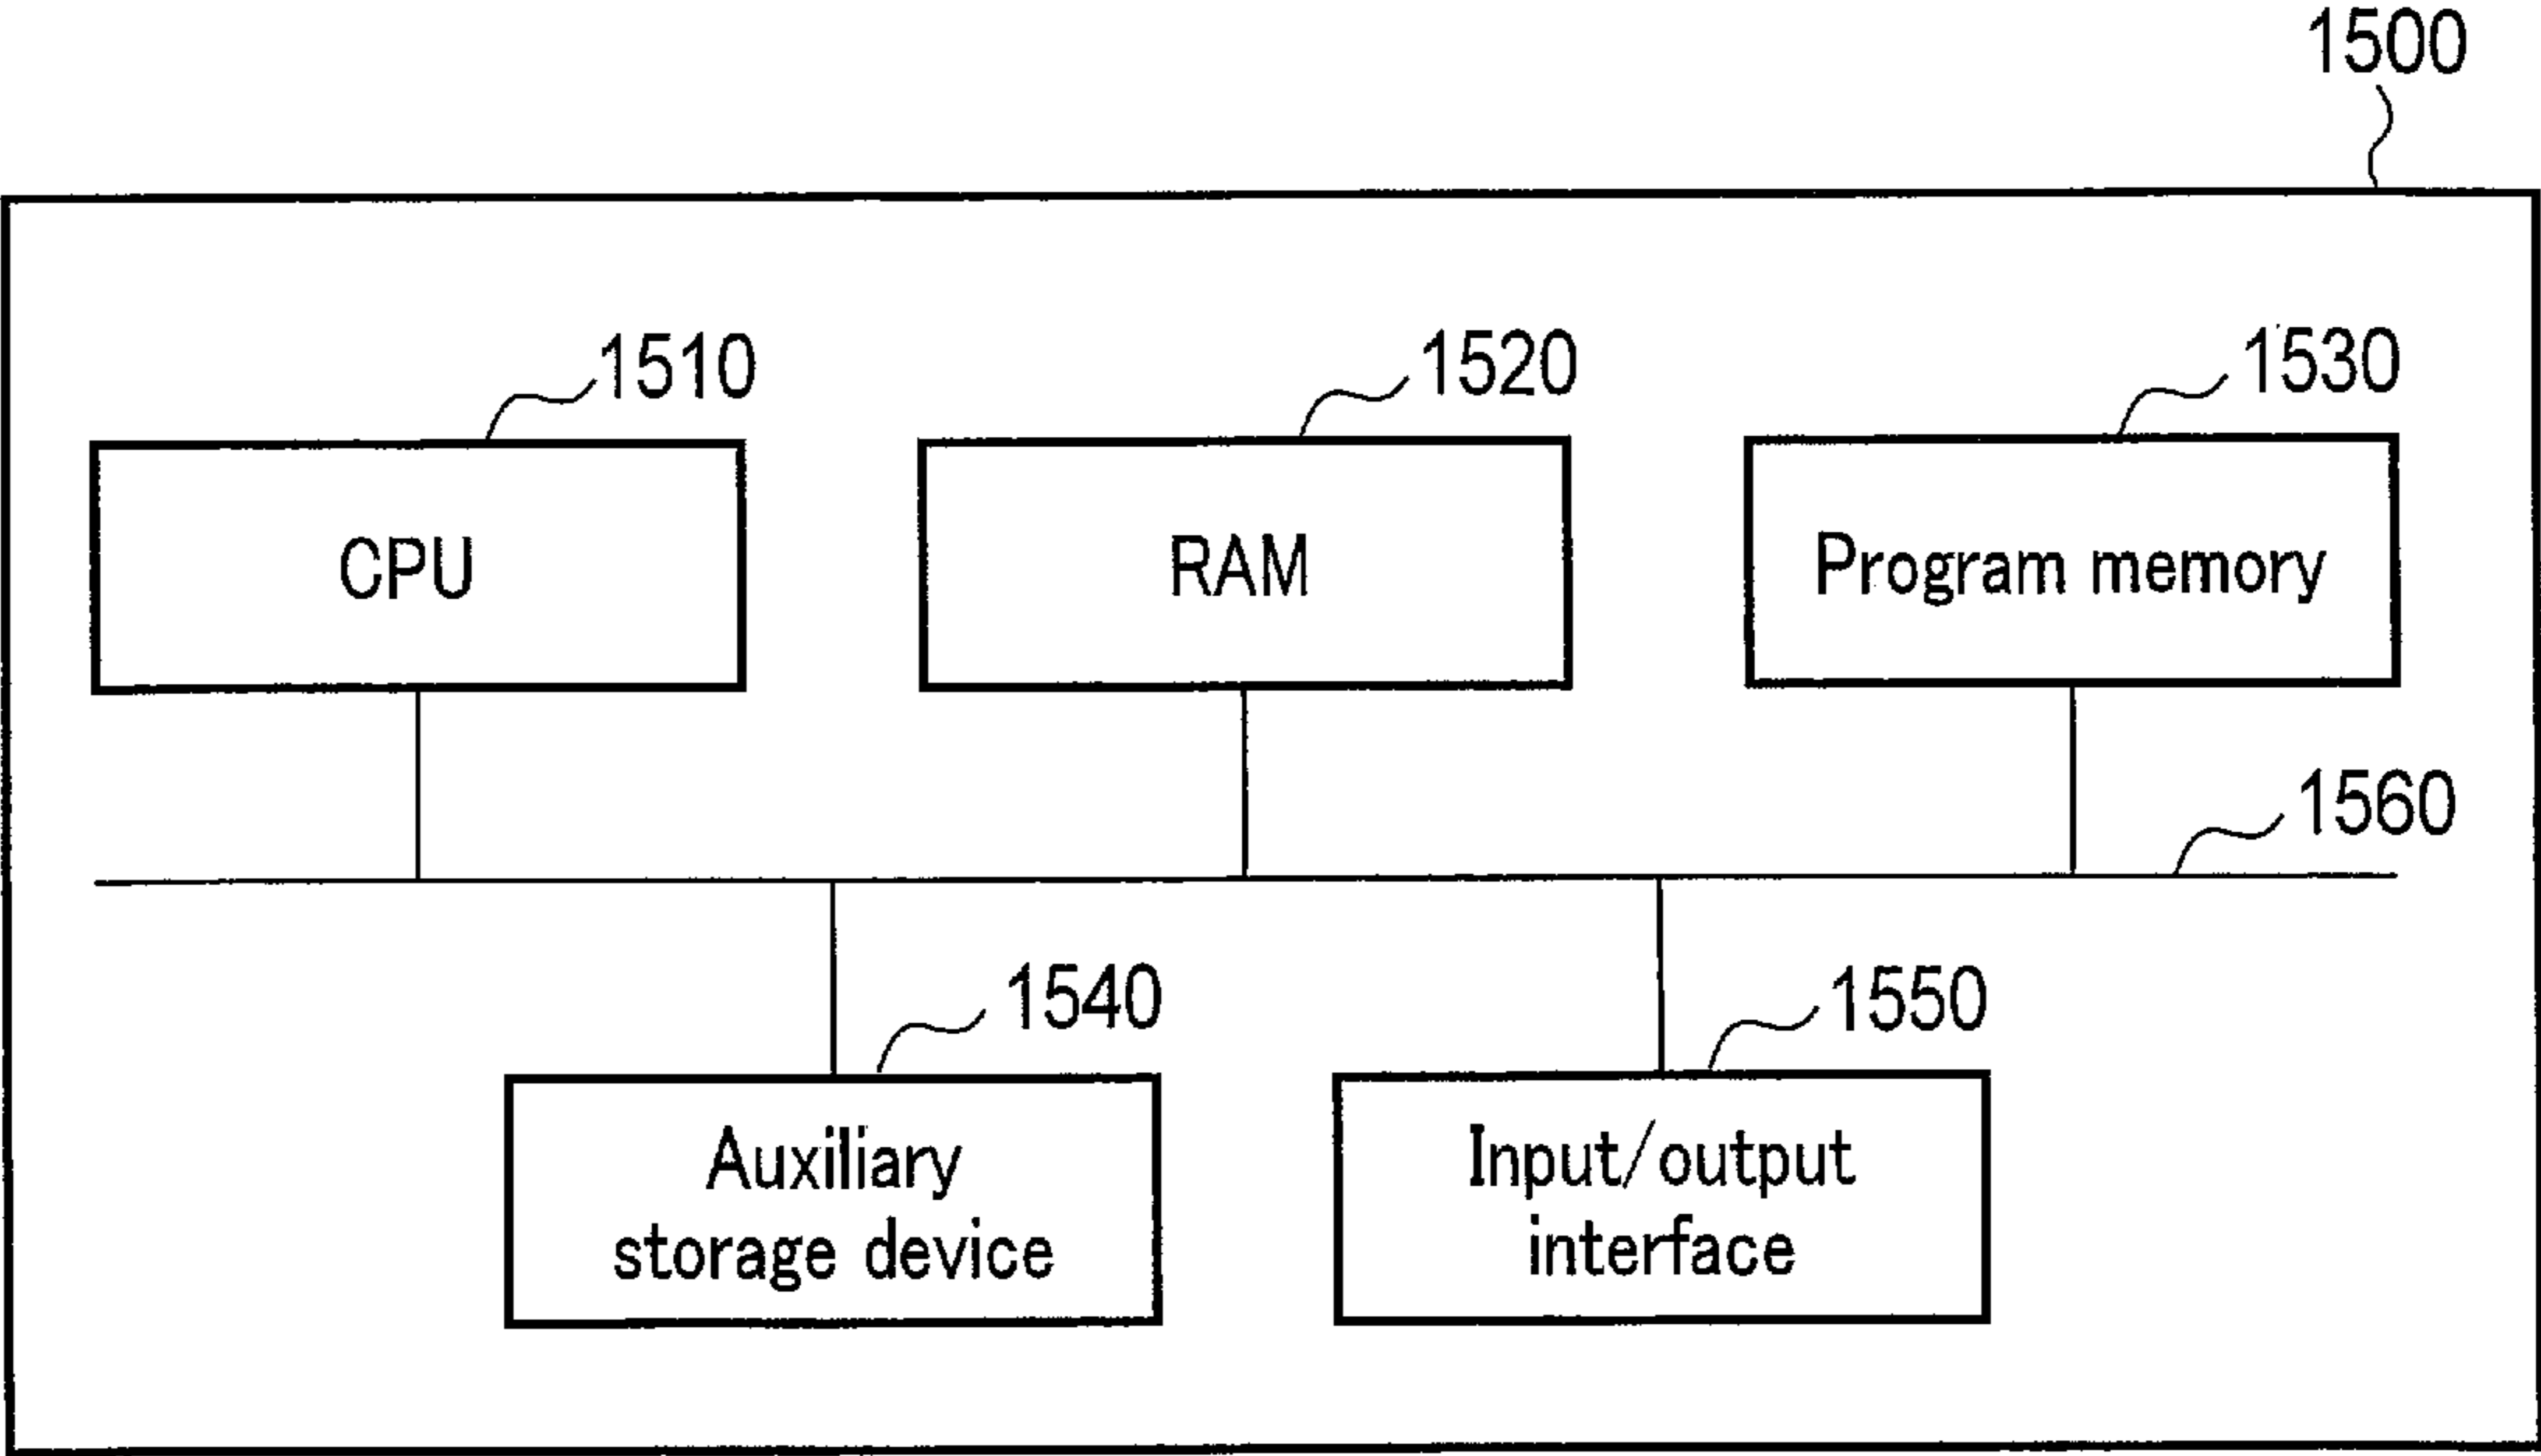 1500
1510
1520
1530
CPU
RAM
Program memory
1560
1540
1550
Auxiliary
storage device
Input/output
interface